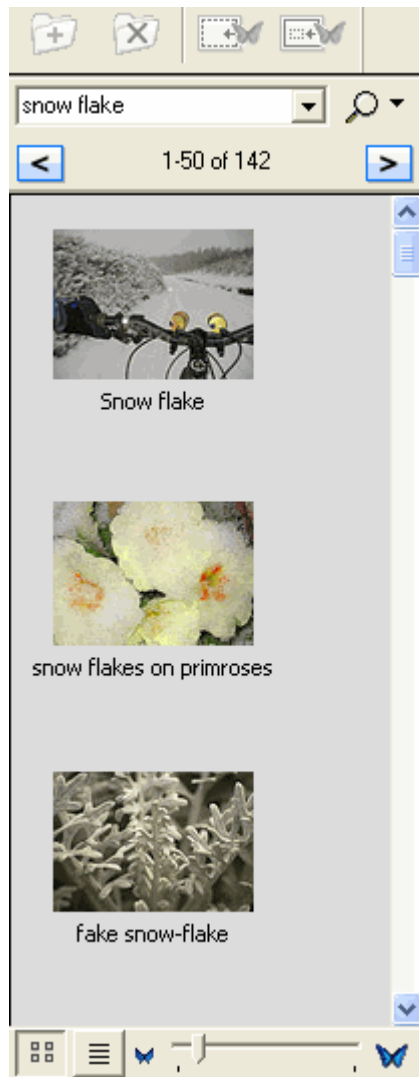 snow flake
< 1-50 of 142 >
Snow flake
snow flakes on primroses
fake snow-flake